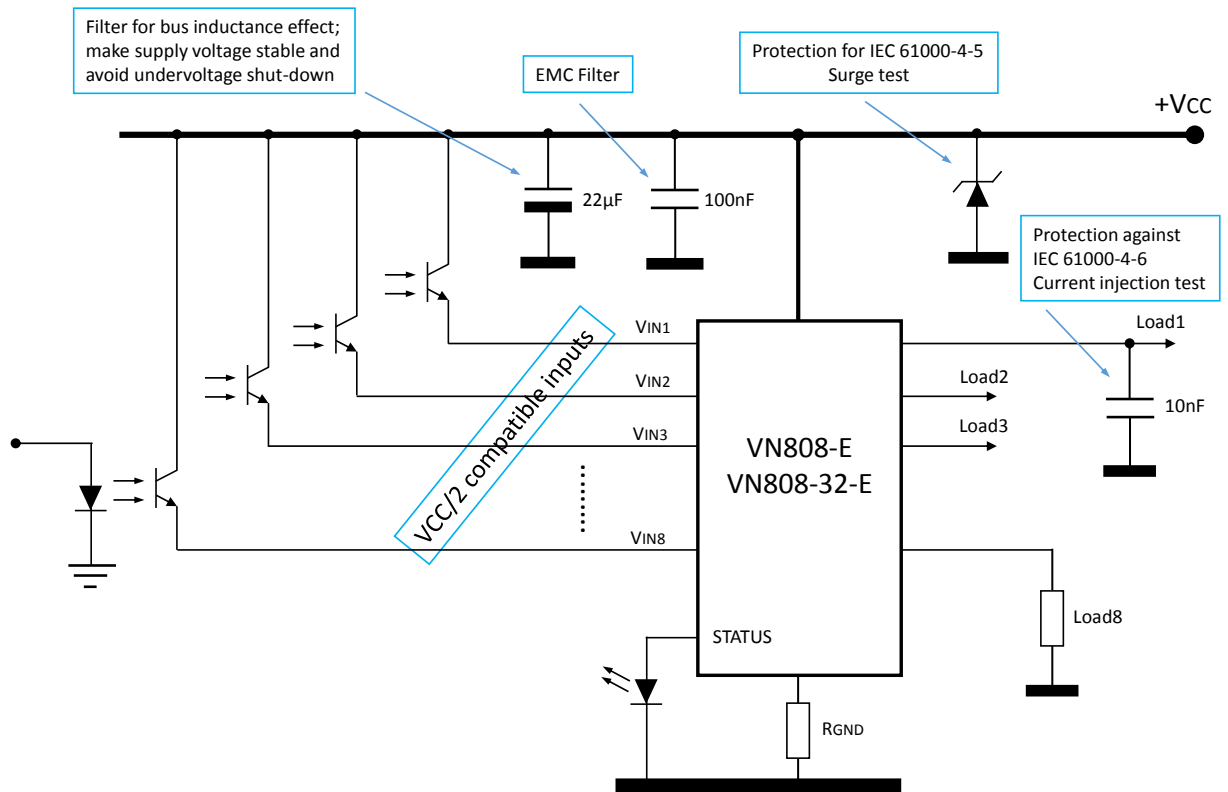 Filter for bus inductance effect;
make supply voltage stable and
avoid undervoltage shut-down
EMC Filter
Protection for IEC 61000-4-5
Surge test
+VCC
22µF
100nF
Protection against
IEC 61000-4-6
Current injection test
VIN1
Load1
VIN2
Load2
10nF
VIN3
Load3
VCC/2 compatible inputs
VN808-E
VN808-32-E
VIN8
Load8
STATUS
RGND